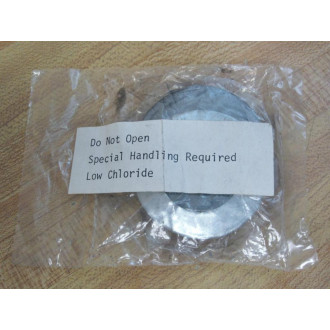 Do Not Open
Special Handling Required
Low Chloride